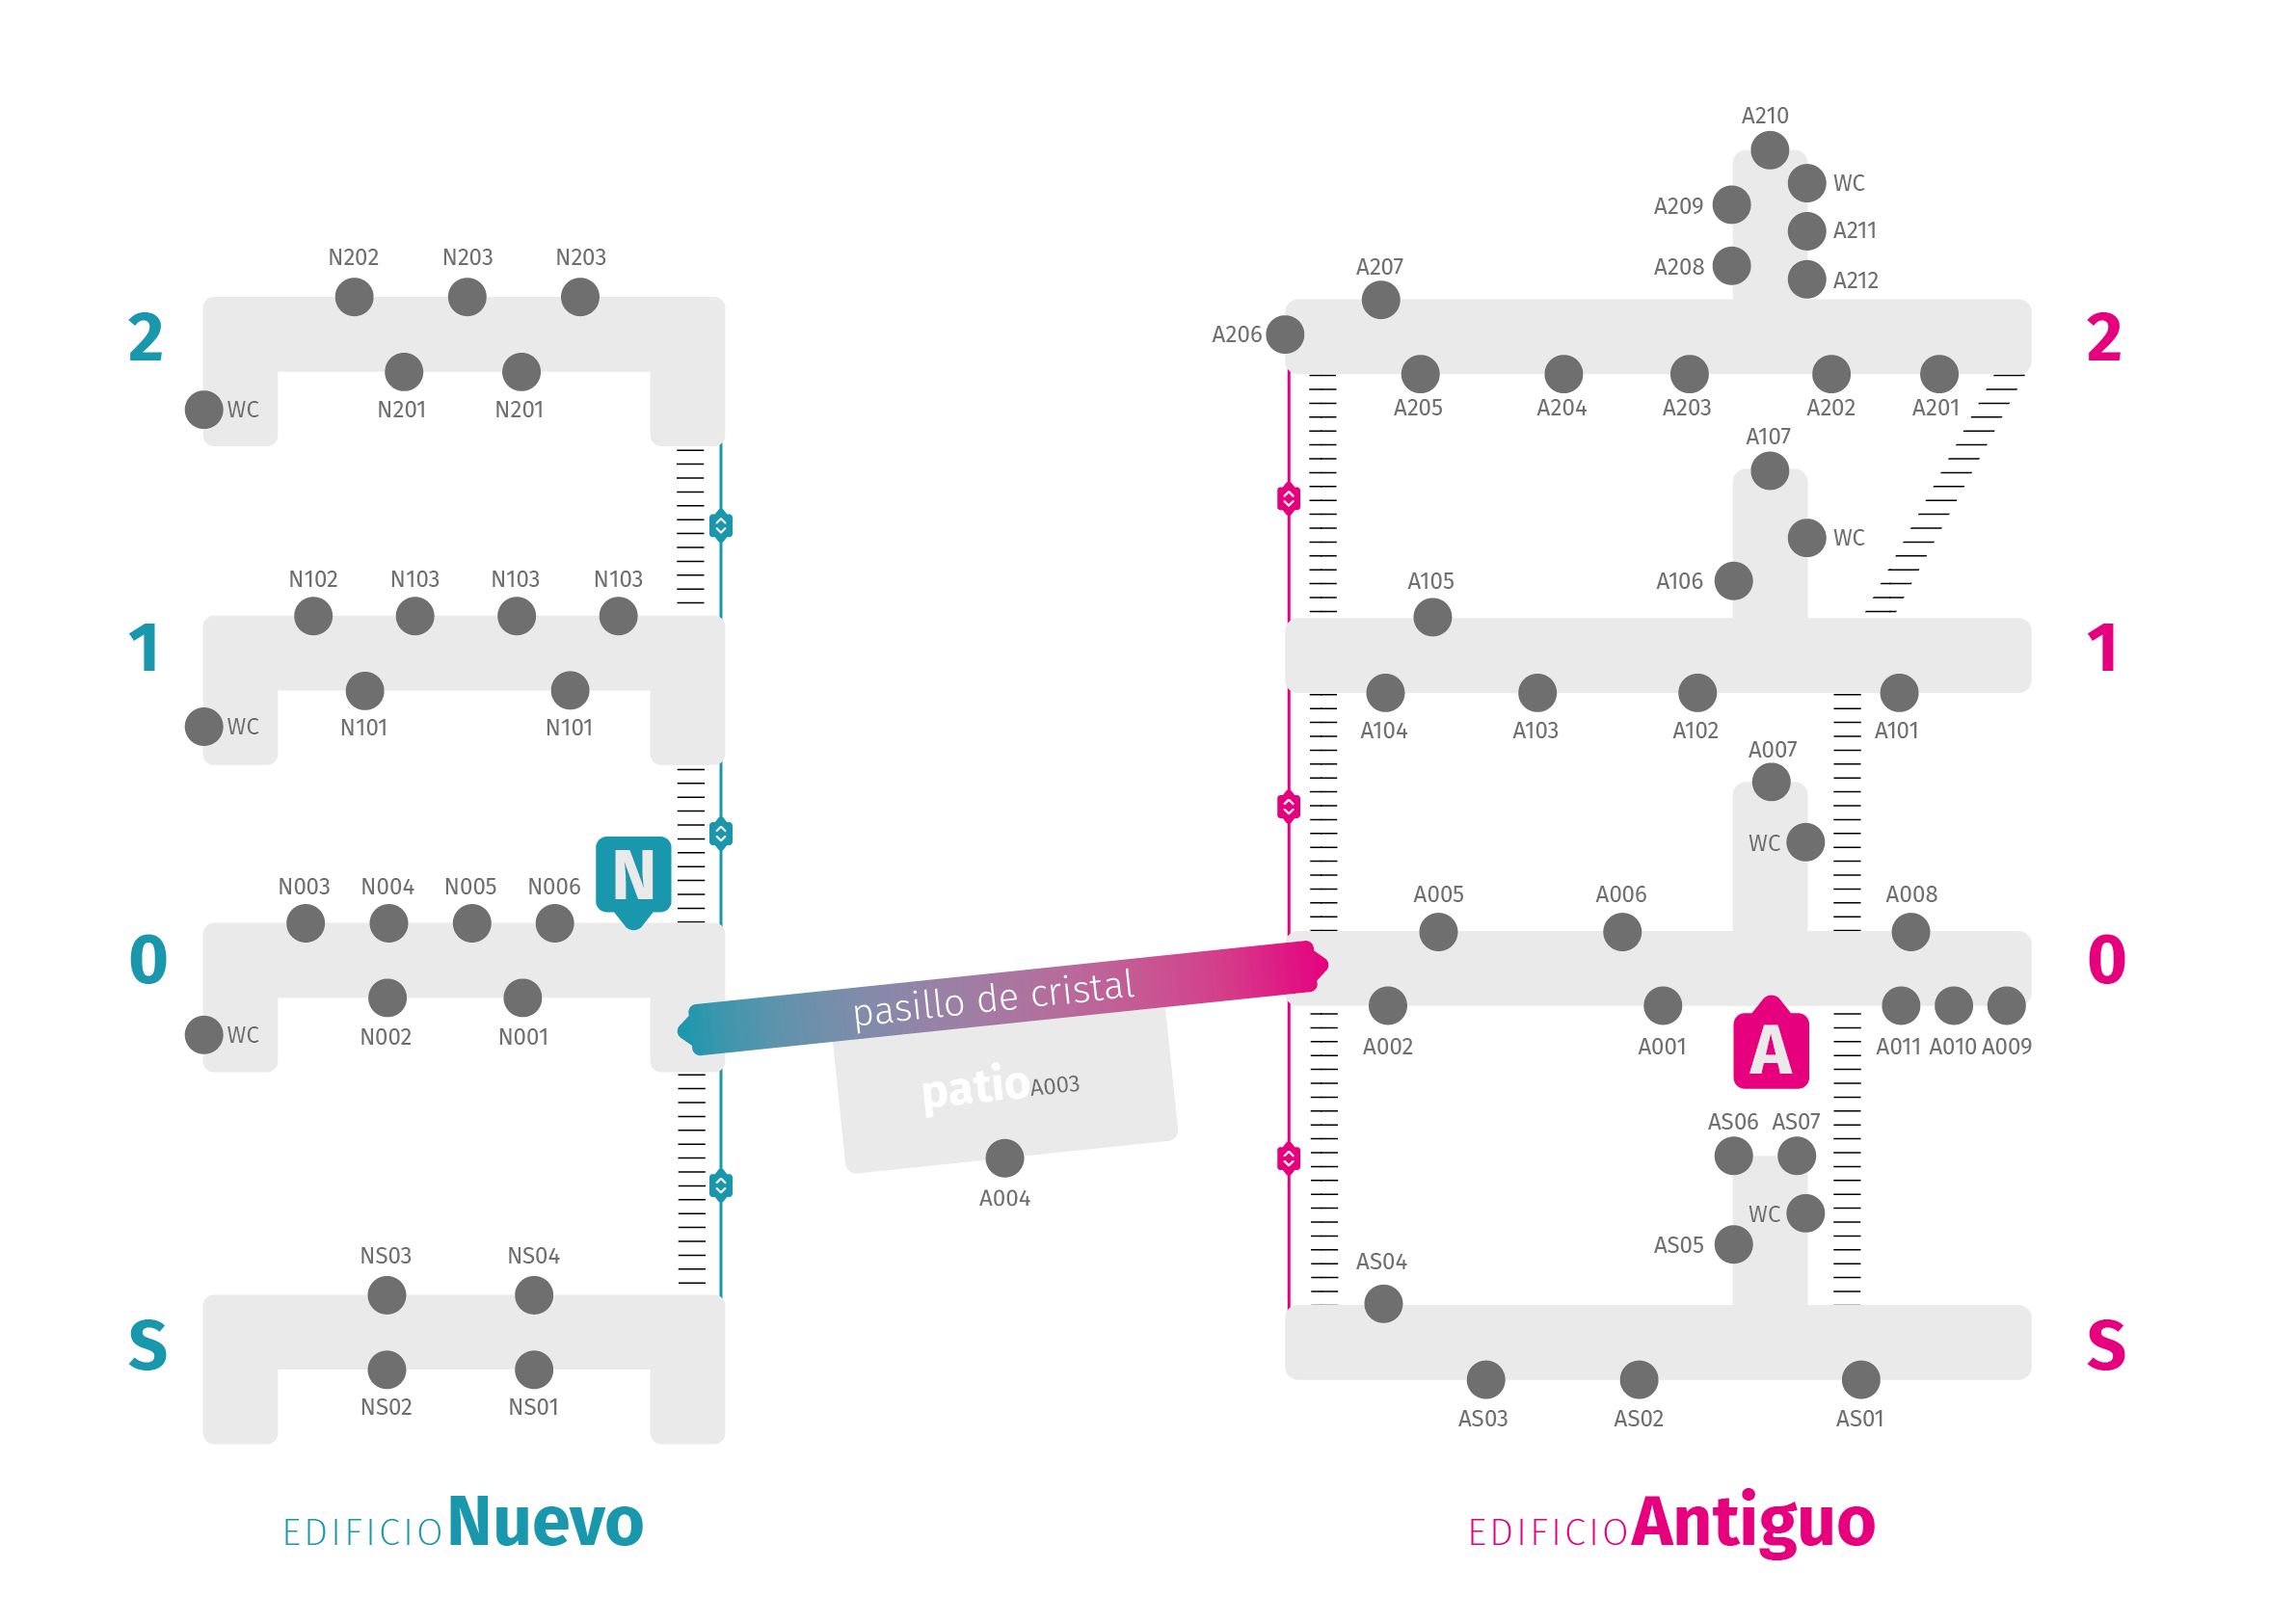 A210
WC
A209
A211
A208
A212
A207
A206
A205
A204
A203
A202
A201
2
N202
N203
N203
2
N201
N201
WC
A107
WC
A106
A105
1
A104
A103
A102
A101
N102
N103
N103
N103
1
N101
N101
WC
A007
WC
A005
A006
A008
0
A002
A001
A
A011
A010
A009
N
N003
N004
N005
N006
0
N002
N001
WC
pasillo de cristal
patio A003
A004
AS06
AS07
WC
AS05
AS04
S
AS03
AS02
AS01
NS03
NS04
S
NS02
NS01
EDIFICIO Nuevo
EDIFICIO Antiguo